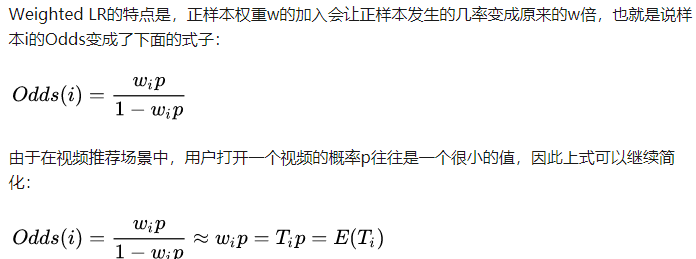 Weighted LR的特点是，正样本权重w的加入会让正样本发生的几率变成原来的w倍，也就是说样
本i的Odds变成了下面的式子：
Odds(i) = \frac{w_i p}{1 - w_i p}
由于在视频推荐场景中，用户打开一个视频的概率p往往是一个很小的值，因此上式可以继续简
化：
Odds(i) = \frac{w_i p}{1 - w_i p} ≈ w_i p = T_i p = E(T_i)